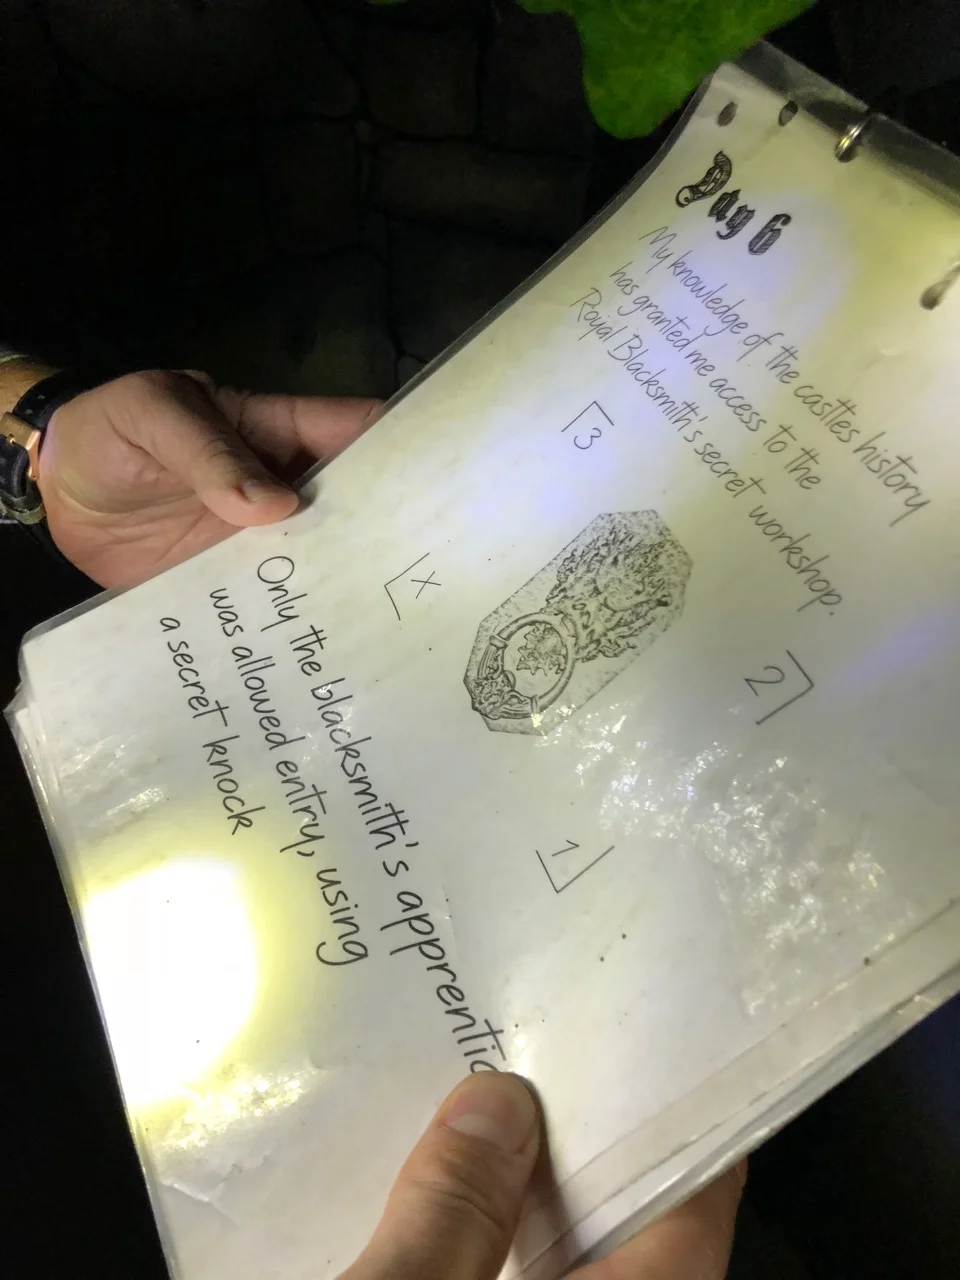 Day 6
My knowledge of the castles history
has granted me access to the
Royal Blacksmith's secret workshop.
3
2
X
1
Only the blacksmith's apprentic
was allowed entry, using
a secret knock